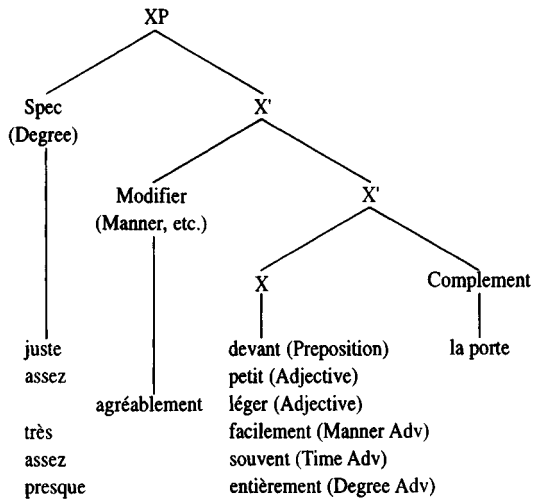 XP
Spec X'
(Degree)
Modifier X'
(Manner, etc.)
X Complement
juste devant (Preposition) la porte
assez petit (Adjective)
agréablement léger (Adjective)
très facilement (Manner Adv)
assez souvent (Time Adv)
presque entièrement (Degree Adv)